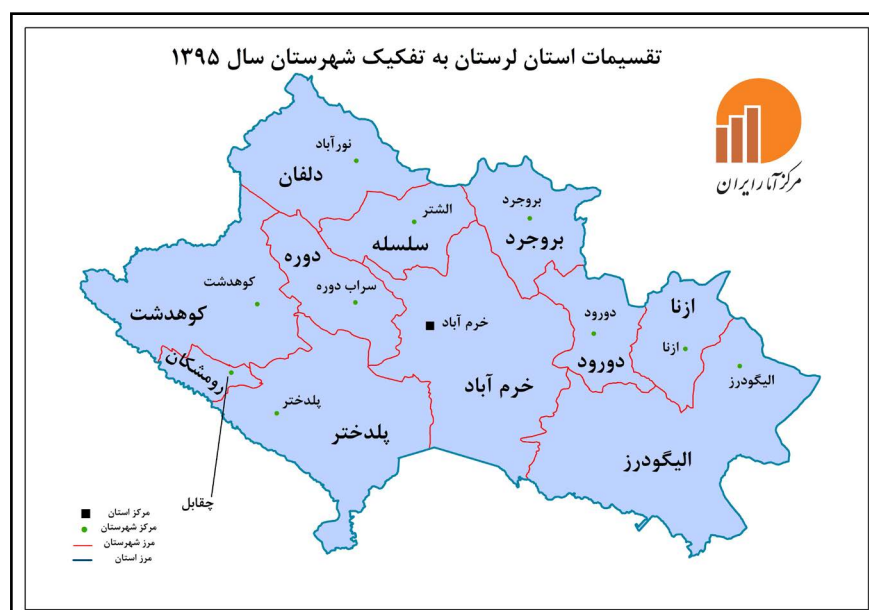 تقسیمات استان لرستان به تفکیک شهرستان سال ۱۳۹۵
مرکز آمار ایران
نورآباد
دلفان
الشتر
سلسله
بروجرد
بروجرد
دوره
سراب دوره
کوهدشت
کوهدشت
خرم آباد
خرم آباد
دورود
دورود
ازنا
ازنا
الیگودرز
الیگودرز
رومشکان
چقابل
پلدختر
پلدختر
مرکز استان
مرکز شهرستان
مرز شهرستان
مرز استان